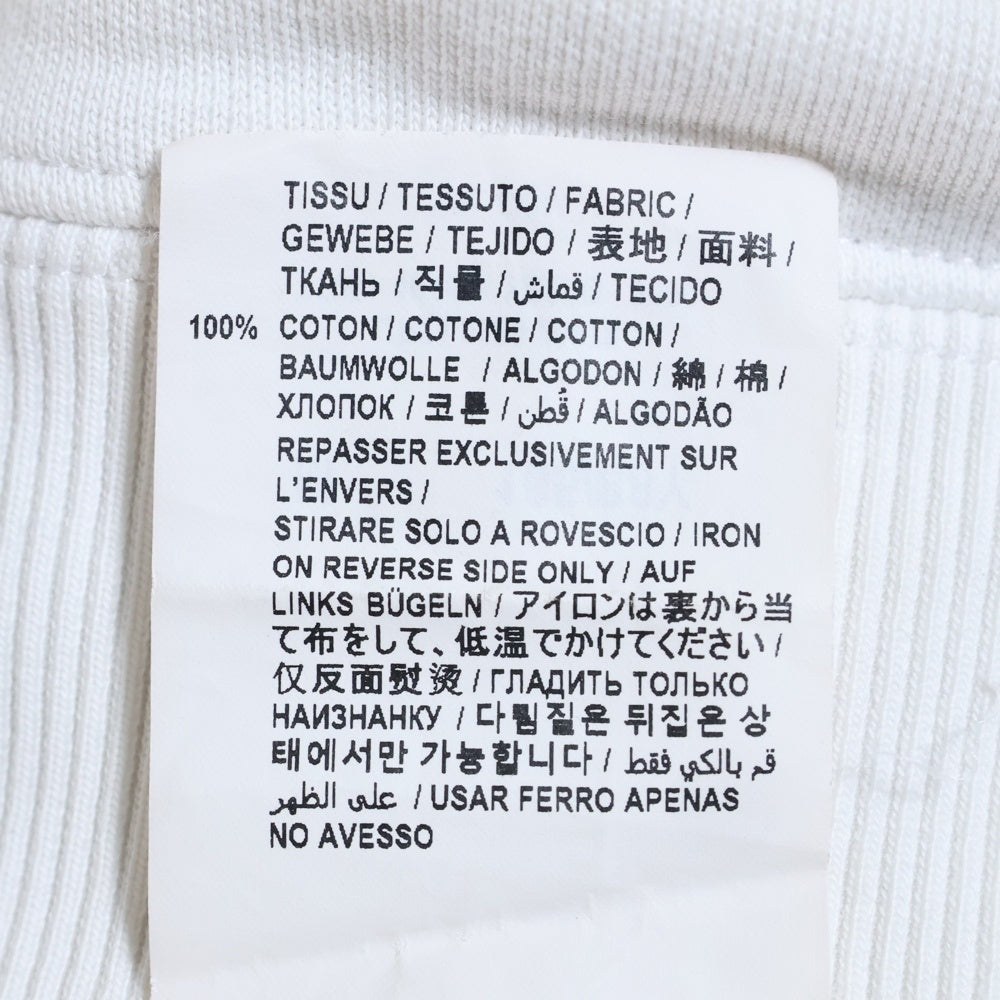 TISSU / TESSUTO / FABRIC /
GEWEBE / TEJIDO / 表地 / 面料 /
ТКАНЬ / 직물 / قماش / TECIDO
100% COTON / COTONE / COTTON /
BAUMWOLLE / ALGODON / 綿 / 棉 /
ХЛОПОК / 코튼 / قُطن / ALGODÃO
REPASSER EXCLUSIVEMENT SUR
L'ENVERS /
STIRARE SOLO A ROVESCIO / IRON
ON REVERSE SIDE ONLY / AUF
LINKS BÜGELN / アイロンは裏から当
て布をして、低温でかけてください /
仅反面熨烫 / ГЛАДИТЬ ТОЛЬКО
НАИЗНАНКУ / 다림질은 뒤집은 상
태에서만 가능합니다 / قم بالكي فقط
على الظهر / USAR FERRO APENAS
NO AVESSO